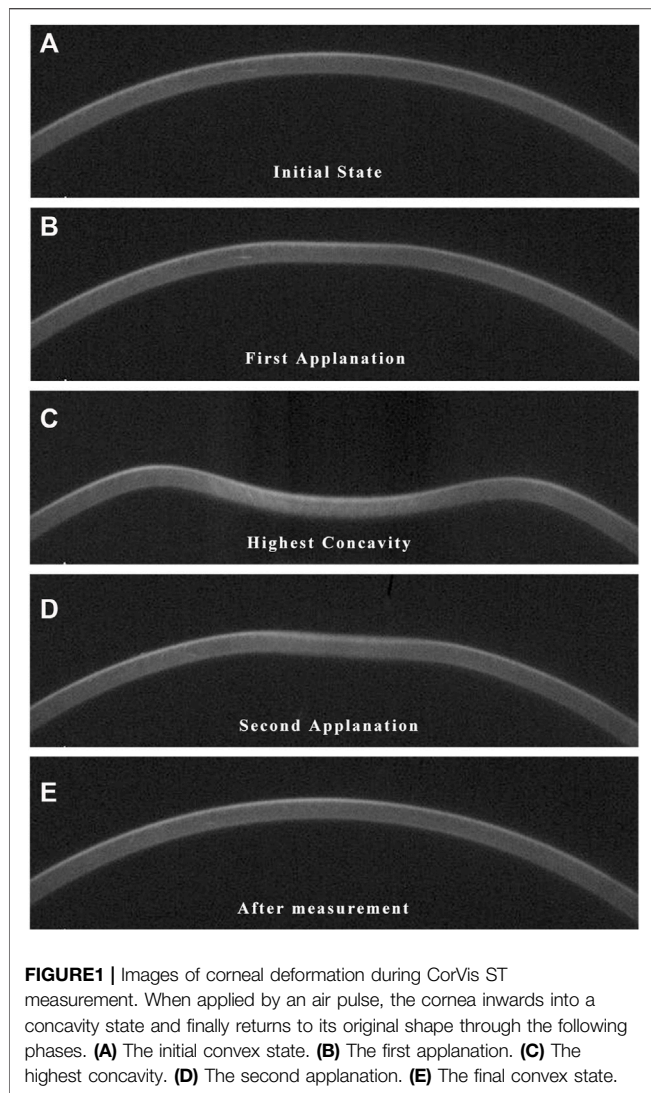 A
Initial State
B
First Applanation
C
Highest Concavity
D
Second Applanation
E
After measurement
FIGURE1 | Images of corneal deformation during CorVis ST
measurement. When applied by an air pulse, the cornea inwards into a
concavity state and finally returns to its original shape through the following
phases. (A) The initial convex state. (B) The first applanation. (C) The
highest concavity. (D) The second applanation. (E) The final convex state.